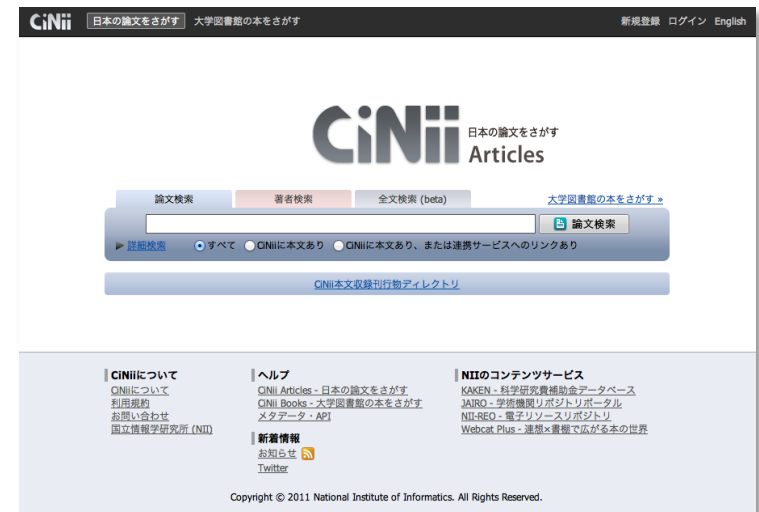 CiNii 日本の論文をさがす 大学図書館の本をさがす 新規登録 ログイン English
CiNii 日本の論文をさがす
Articles
論文検索 著者検索 全文検索 (beta) 大学図書館の本をさがす »
論文検索
詳細検索 すべて CiNiiに本文あり CiNiiに本文あり、または連携サービスへのリンクあり
CiNii本文収録刊行物ディレクトリ
CiNiiについて
CiNiiについて
利用規約
お問い合わせ
国立情報学研究所 (NII)
ヘルプ
CiNii Articles - 日本の論文をさがす
CiNii Books - 大学図書館の本をさがす
メタデータ・API
新着情報
お知らせ
Twitter
NIIのコンテンツサービス
KAKEN - 科学研究費補助金データベース
JAIRO - 学術機関リポジトリポータル
NII-REO - 電子リソースリポジトリ
Webcat Plus - 連想×書棚で広がる本の世界
Copyright © 2011 National Institute of Informatics. All Rights Reserved.